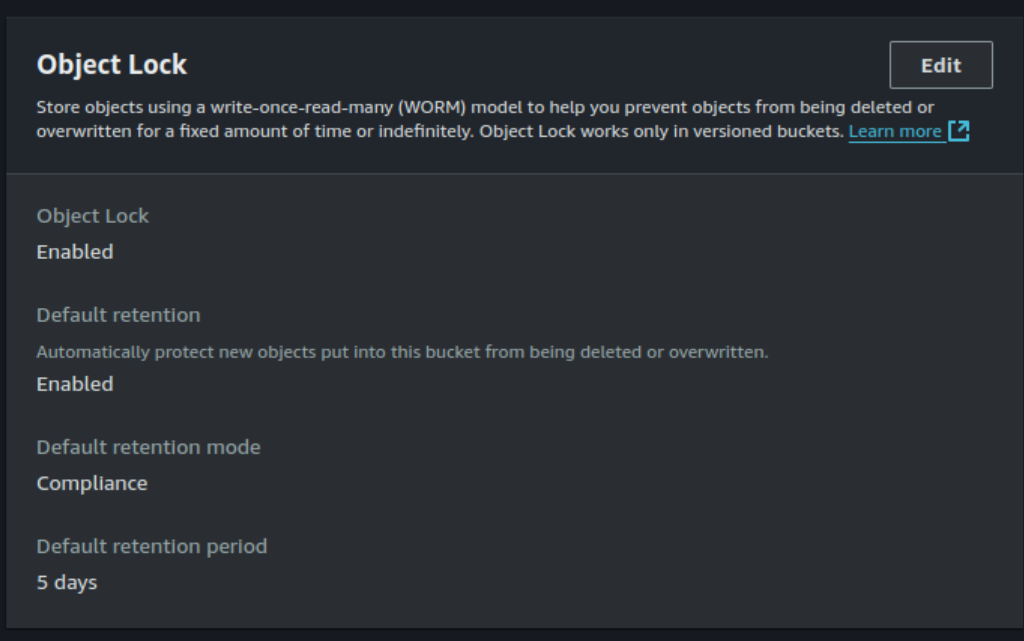 Object Lock
Edit
Store objects using a write-once-read-many (WORM) model to help you prevent objects from being deleted or
overwritten for a fixed amount of time or indefinitely. Object Lock works only in versioned buckets. Learn more
Object Lock
Enabled
Default retention
Automatically protect new objects put into this bucket from being deleted or overwritten.
Enabled
Default retention mode
Compliance
Default retention period
5 days